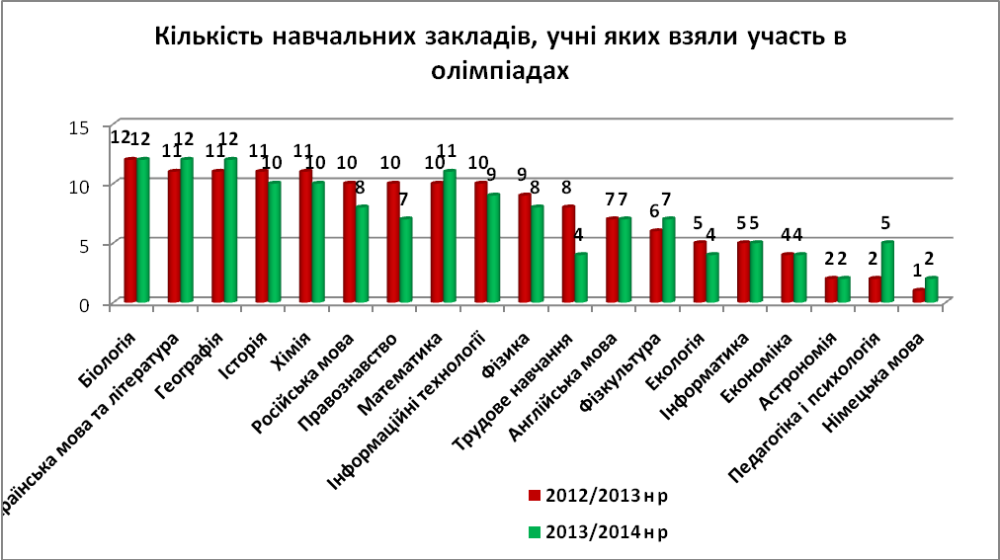 Кількість навчальних закладів, учні яких взяли участь в
олімпіадах
15
10
5
0
12 12
11 12
11 12
11 10
11 10
10 8
10 7
10 11
10 9
9 8
8 4
7 7
6 7
5 4
5 5
4 4
2 2
2 5
1 2
Біологія
раїнська мова та література
Географія
Історія
Хімія
Російська мова
Правознавство
Математика
Інформаційні технології
Фізика
Трудове навчання
Англійська мова
Фізкультура
Екологія
Інформатика
Економіка
Астрономія
Педагогіка і психологія
Німецька мова
2012/2013 н р
2013/2014 н р